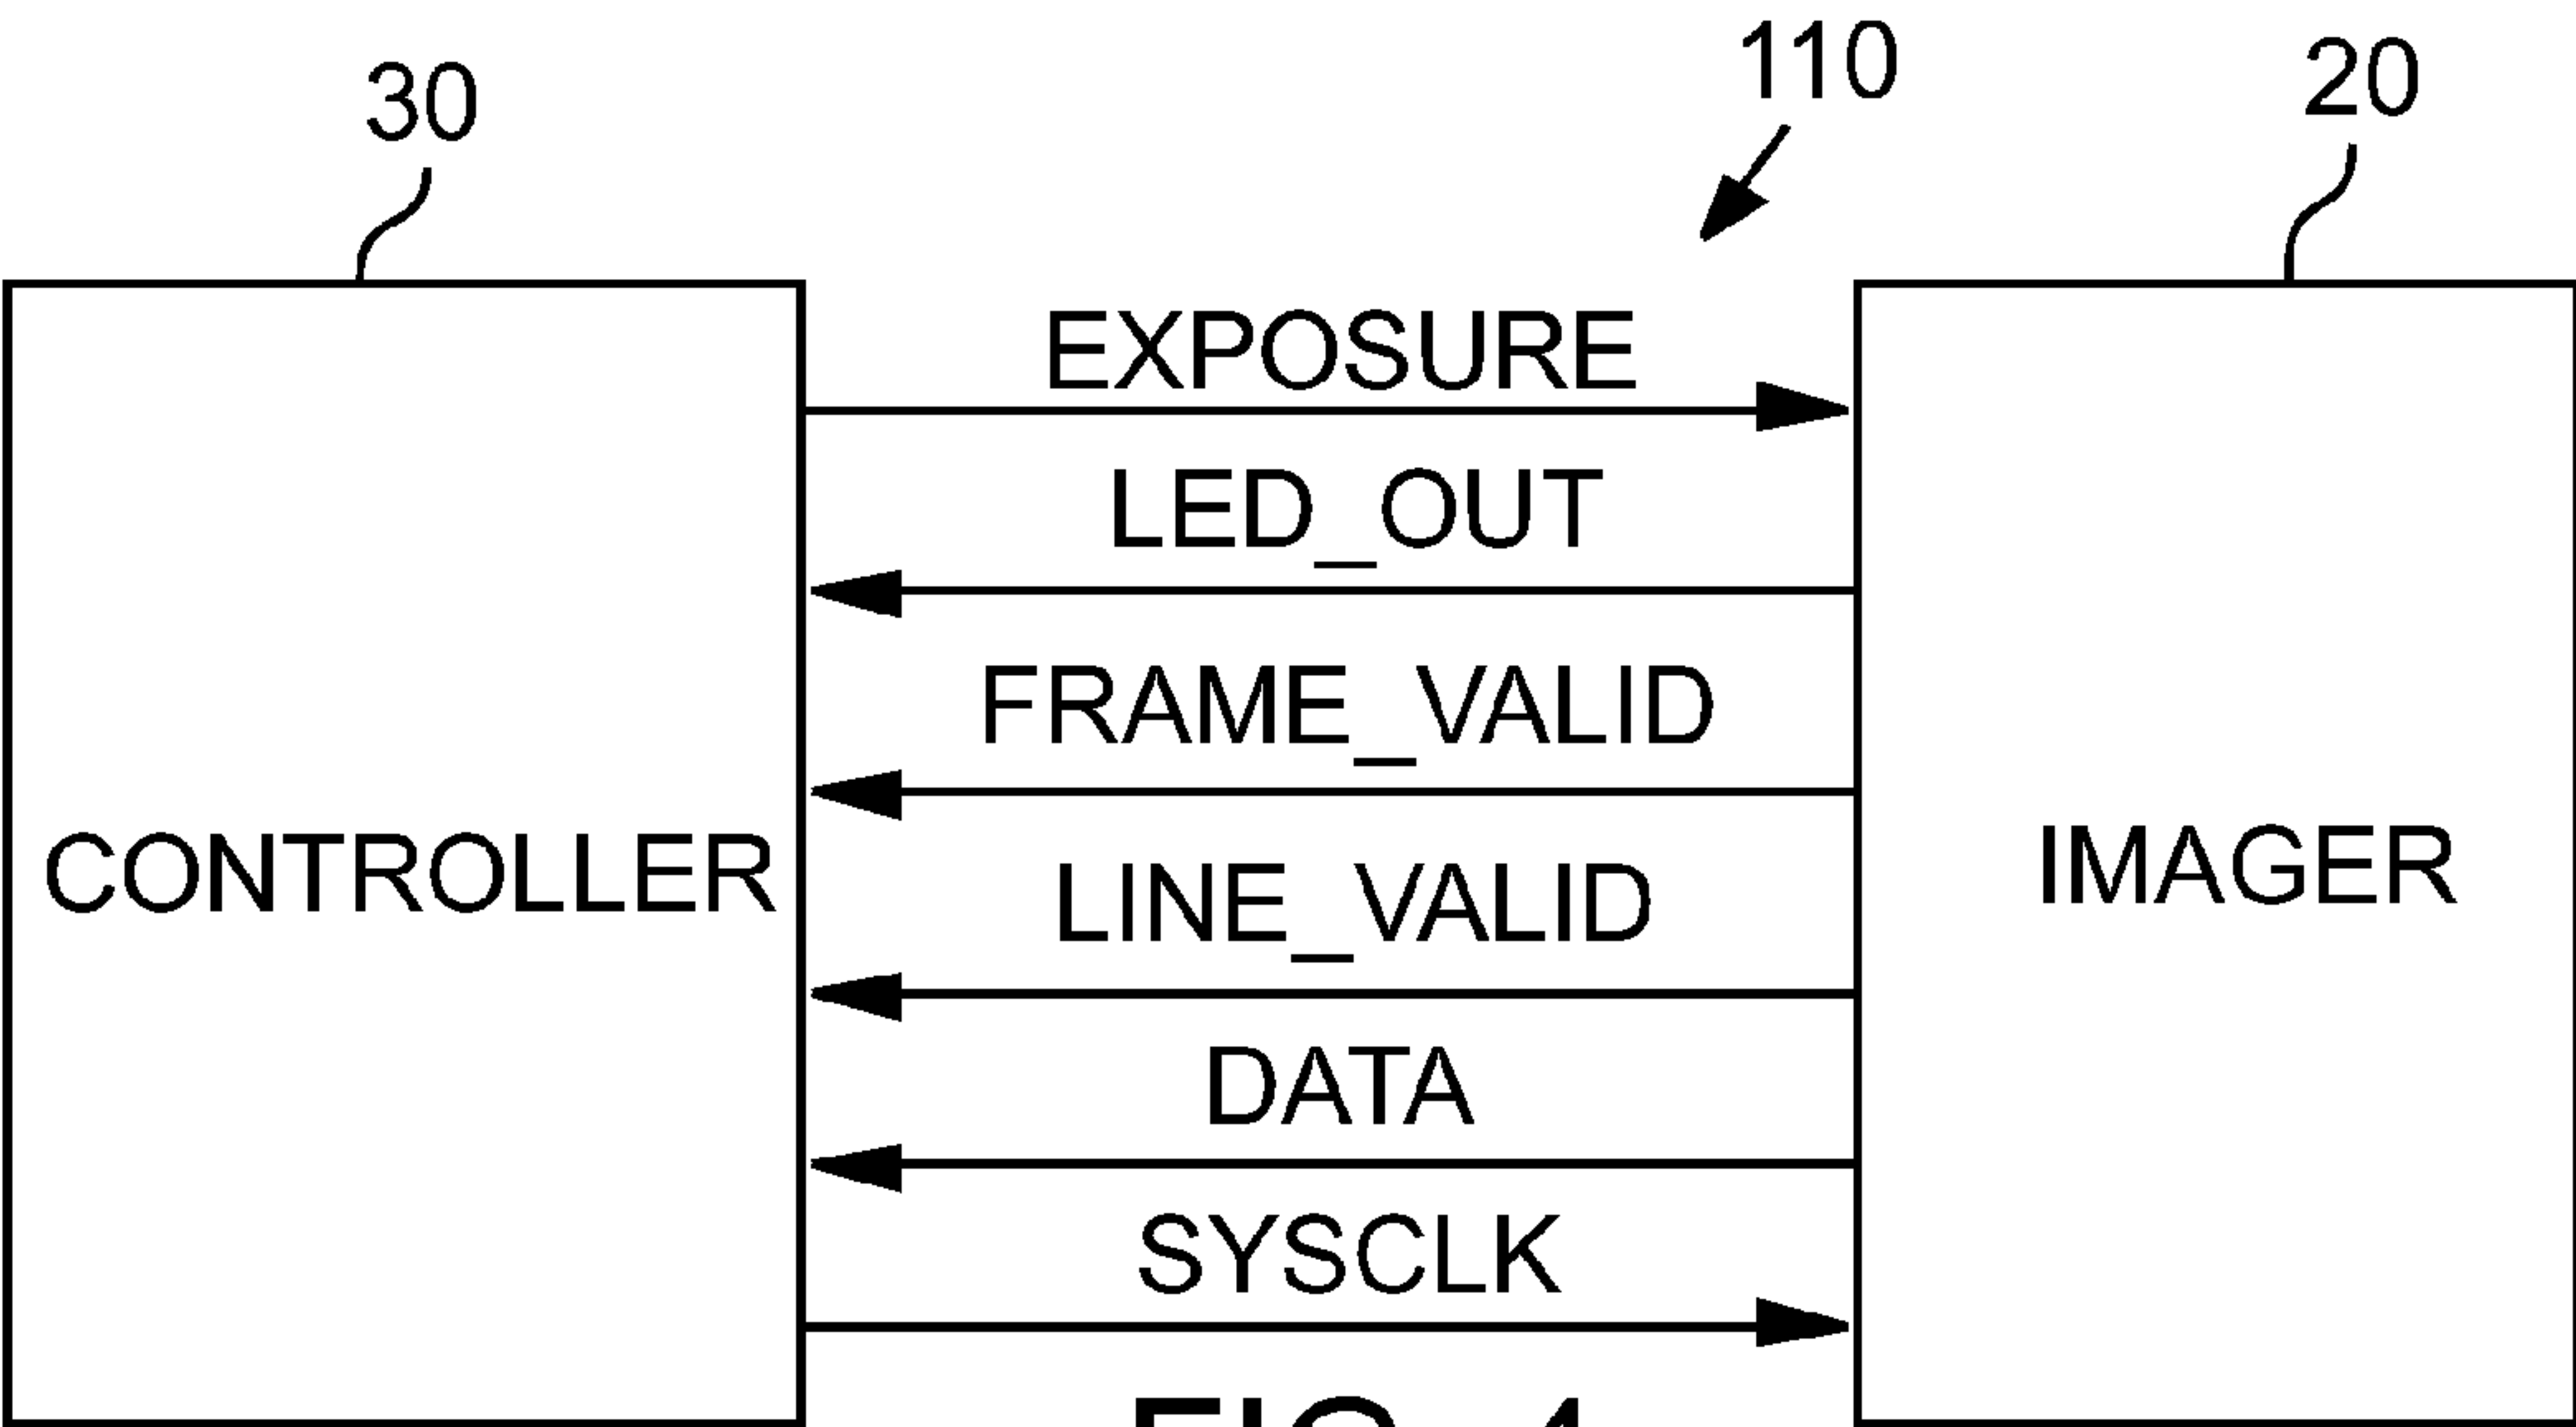 30
110
20
EXPOSURE
LED_OUT
FRAME_VALID
LINE_VALID
DATA
SYSCLK
CONTROLLER
IMAGER